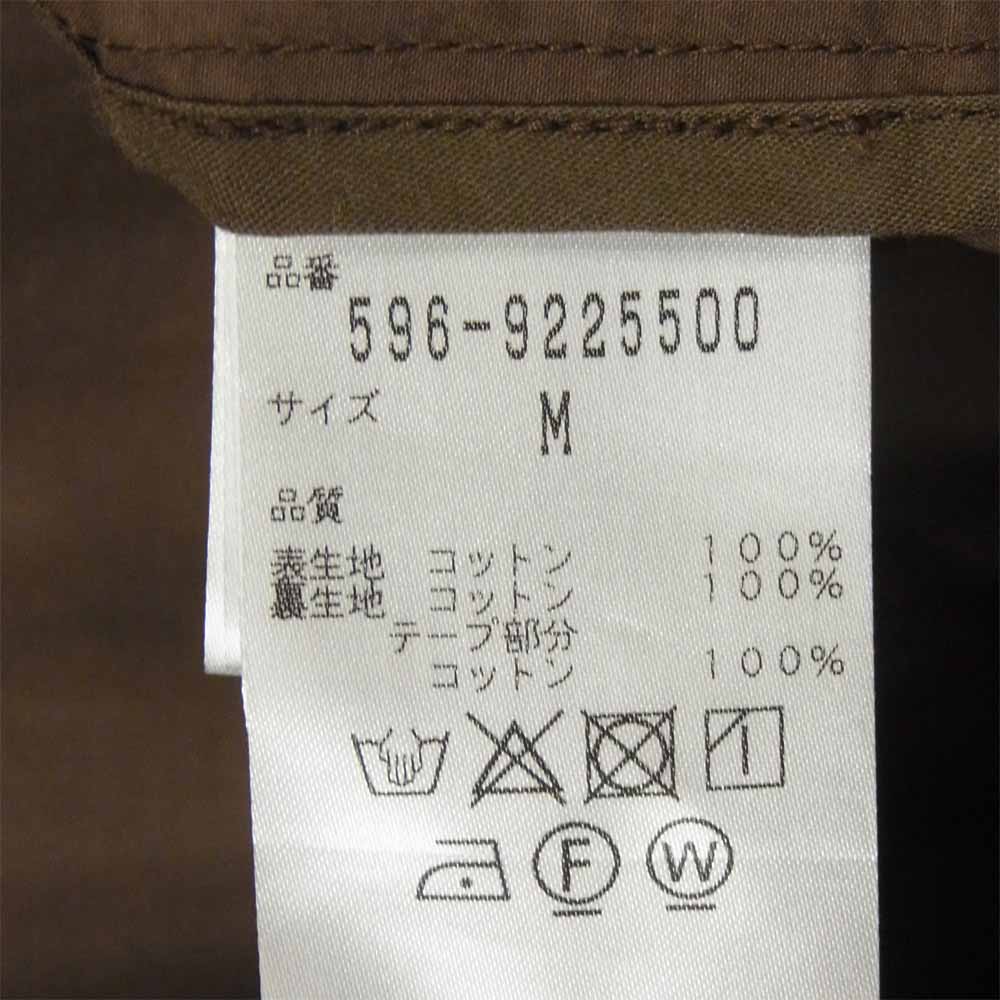 品番
596-9225500
サイズ M
品質
表生地 コットン 100%
裏生地 コットン 100%
テープ部分
コットン 100%
F W